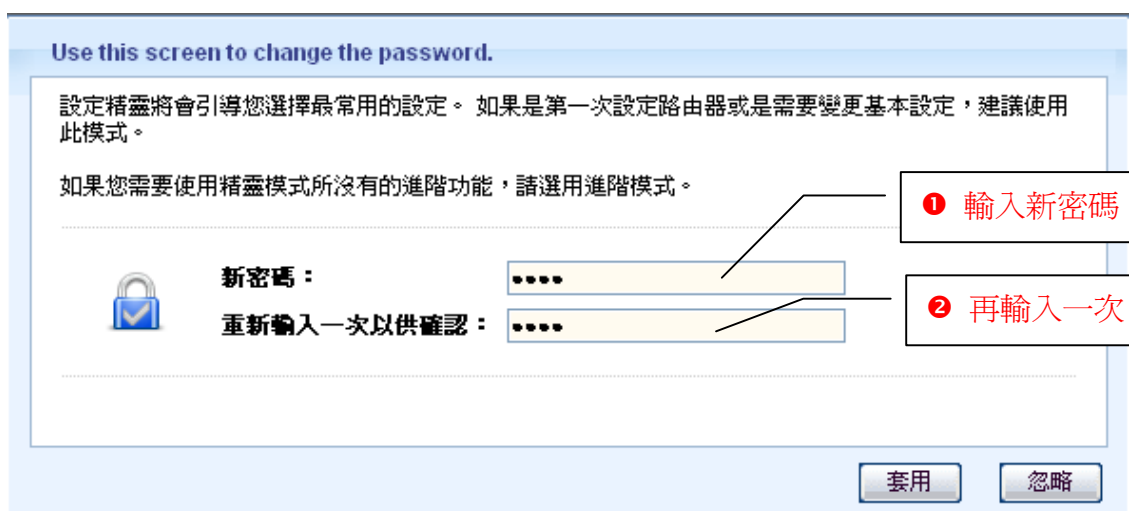 Use this screen to change the password.
設定精靈將會引導您選擇最常用的設定。 如果是第一次設定路由器或是需要變更基本設定，建議使用
此模式。
如果您需要使用精靈模式所沒有的進階功能，請選用進階模式。
❶ 輸入新密碼
新密碼：
••••
❷ 再輸入一次
重新輸入一次以供確認：
••••
套用
忽略